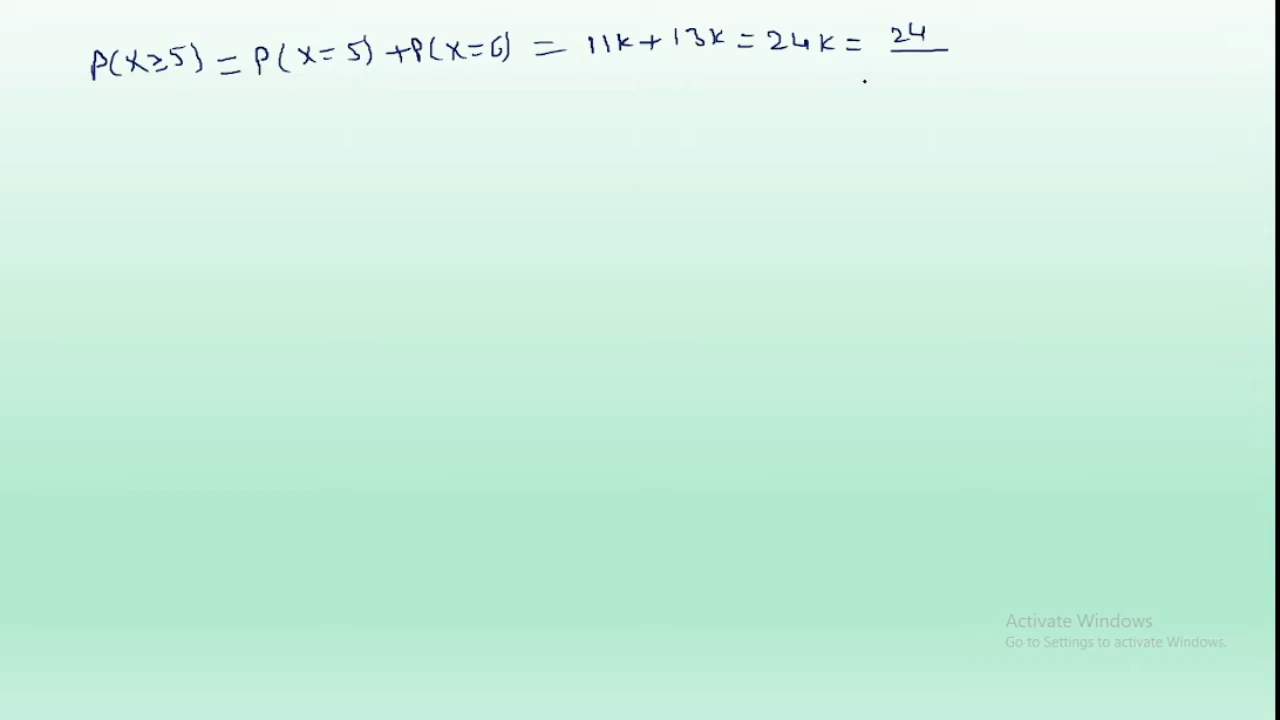 P(X≥5) = P(X=5) + P(X=6) = 11k + 13k = 24k = 24
Activate Windows
Go to Settings to activate Windows.